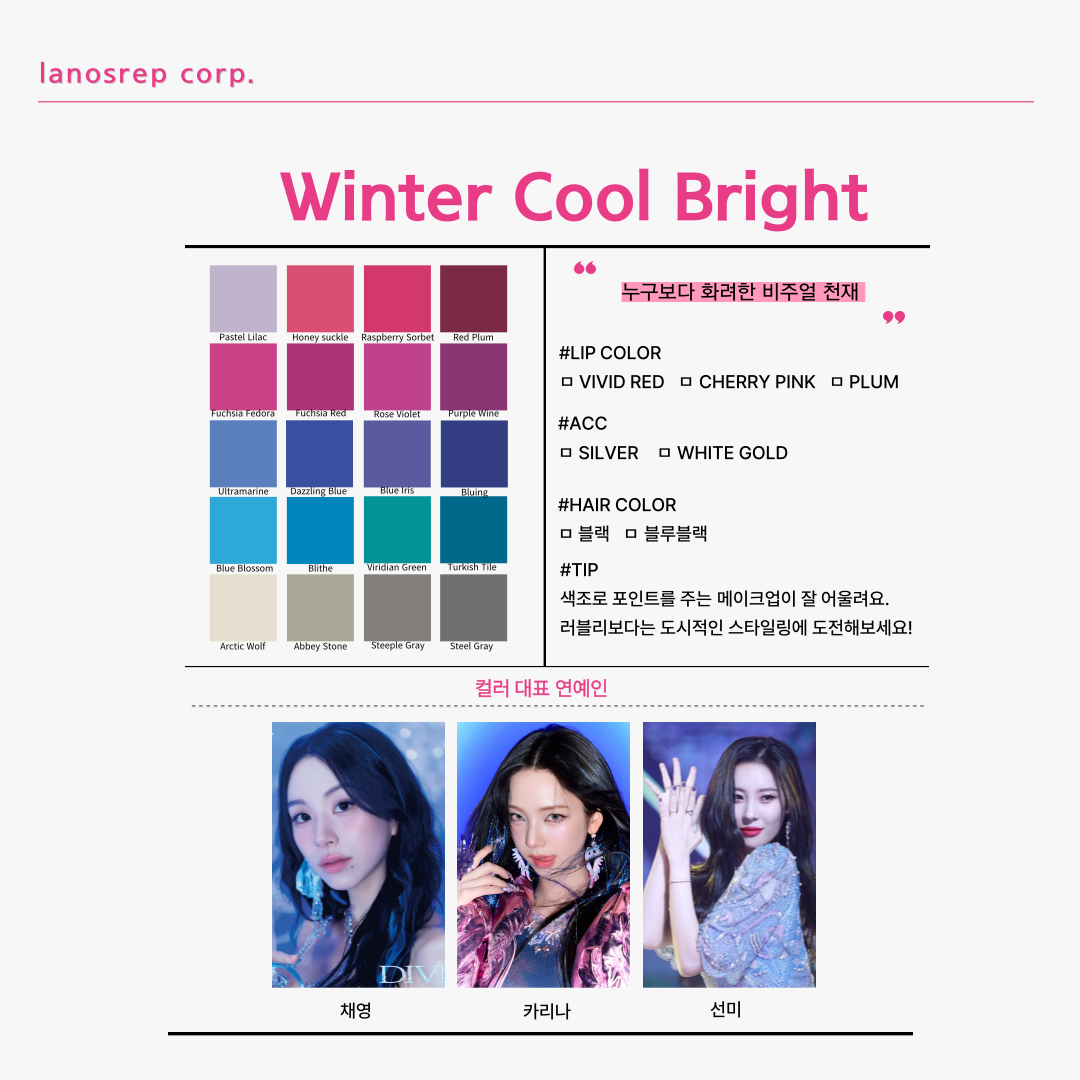 lanosrep corp.
Winter Cool Bright
Pastel Lilac
Honey suckle
Raspberry Sorbet
Red Plum
Fuchsia Fedora
Fuchsia Red
Rose Violet
Purple Wine
Ultramarine
Dazzling Blue
Blue Iris
Bluing
Blue Blossom
Blithe
Viridian Green
Turkish Tile
Arctic Wolf
Abbey Stone
Steeple Gray
Steel Gray
❝
누구보다 화려한 비주얼 천재
❞
#LIP COLOR
ㅁ VIVID RED ㅁ CHERRY PINK ㅁ PLUM
#ACC
ㅁ SILVER ㅁ WHITE GOLD
#HAIR COLOR
ㅁ 블랙 ㅁ 블루블랙
#TIP
색조로 포인트를 주는 메이크업이 잘 어울려요.
러블리보다는 도시적인 스타일링에 도전해보세요!
컬러 대표 연예인
DIV
채영
카리나
선미